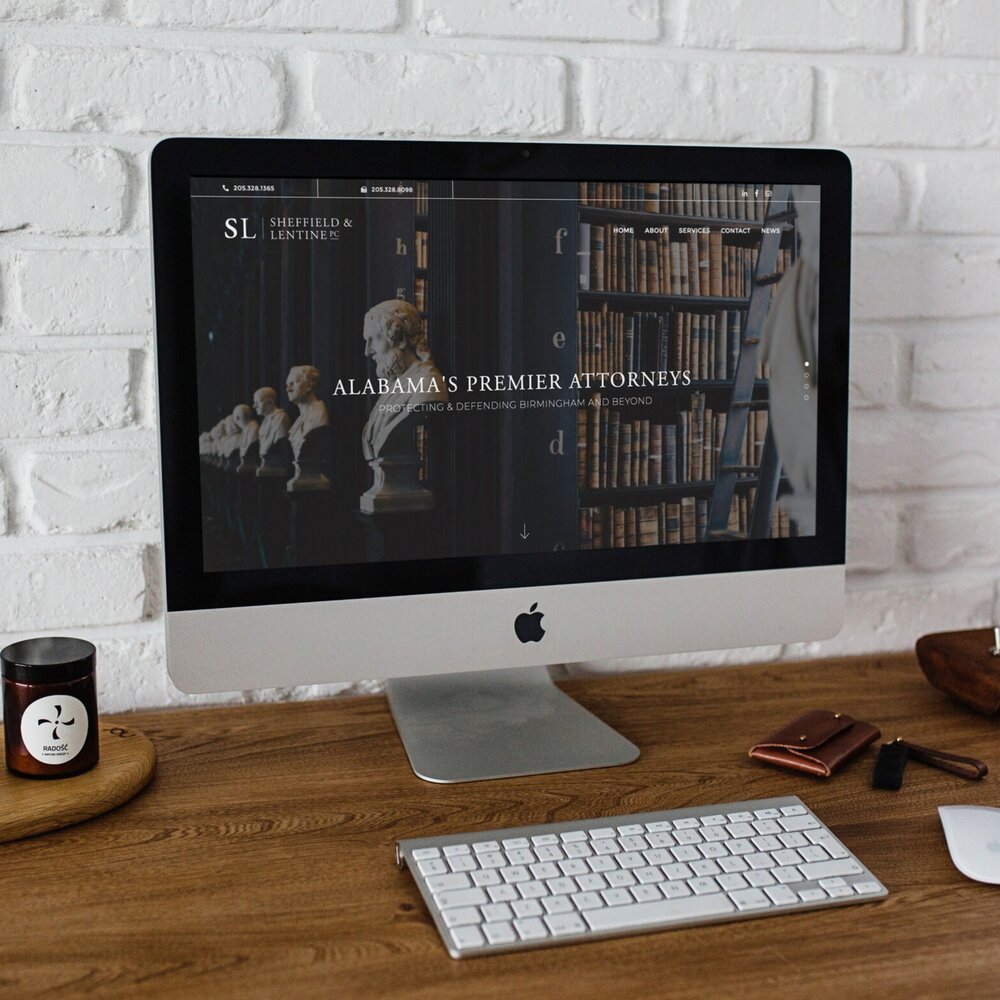 205.328.1365
205.328.8098
SL
SHEFFIELD &
LENTINE PC
HOME ABOUT SERVICES CONTACT NEWS
h
g
f
e
d
ALABAMA'S PREMIER ATTORNEYS
PROTECTING & DEFENDING BIRMINGHAM AND BEYOND
RADOŚĆ